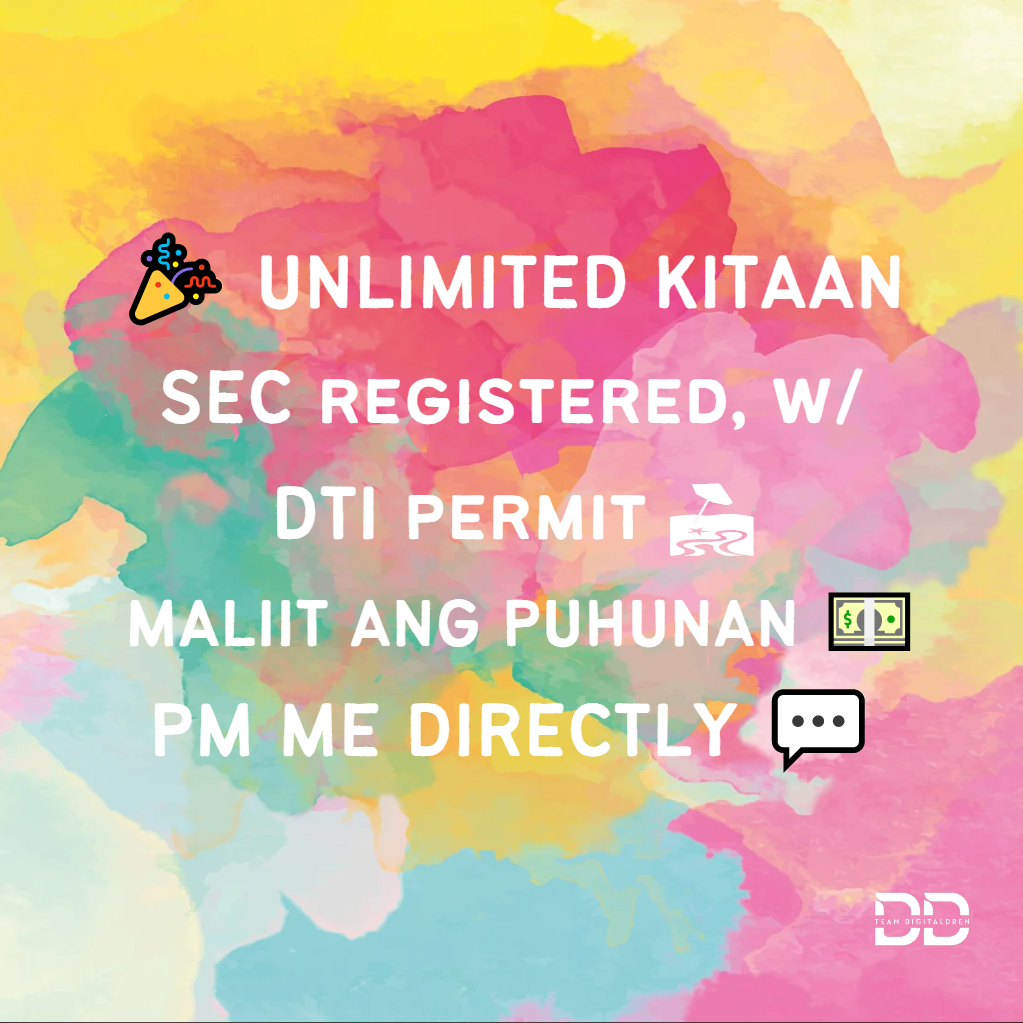 🎉 UNLIMITED KITAAN
SEC REGISTERED, W/
DTI PERMIT 🏖
MALIIT ANG PUHUNAN 💵
PM ME DIRECTLY 💬
DD
TEAM DIGITALDREN